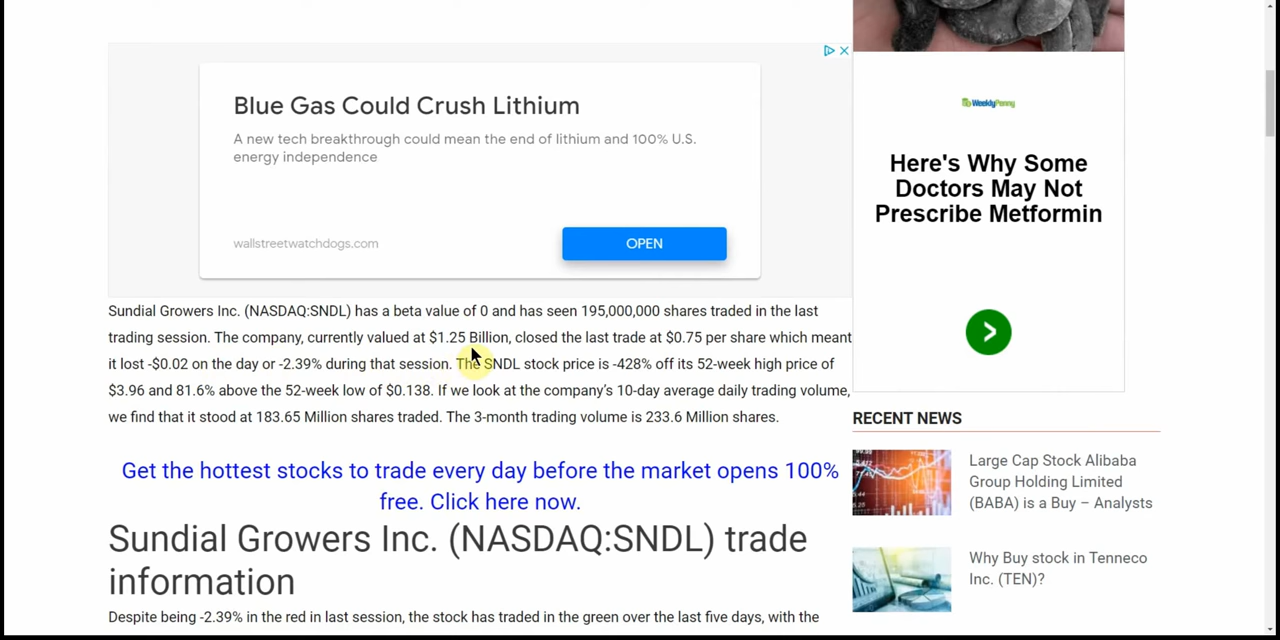 Blue Gas Could Crush Lithium
A new tech breakthrough could mean the end of lithium and 100% U.S.
energy independence
wallstreetwatchdogs.com
OPEN
WeeklyPenny
Here's Why Some
Doctors May Not
Prescribe Metformin
Sundial Growers Inc. (NASDAQ:SNDL) has a beta value of 0 and has seen 195,000,000 shares traded in the last
trading session. The company, currently valued at $1.25 Billion, closed the last trade at $0.75 per share which meant
it lost -$0.02 on the day or -2.39% during that session. The SNDL stock price is -428% off its 52-week high price of
$3.96 and 81.6% above the 52-week low of $0.138. If we look at the company’s 10-day average daily trading volume,
we find that it stood at 183.65 Million shares traded. The 3-month trading volume is 233.6 Million shares.
Get the hottest stocks to trade every day before the market opens 100%
free. Click here now.
Sundial Growers Inc. (NASDAQ:SNDL) trade
information
Despite being -2.39% in the red in last session, the stock has traded in the green over the last five days, with the
RECENT NEWS
Large Cap Stock Alibaba
Group Holding Limited
(BABA) is a Buy – Analysts
Why Buy stock in Tenneco
Inc. (TEN)?